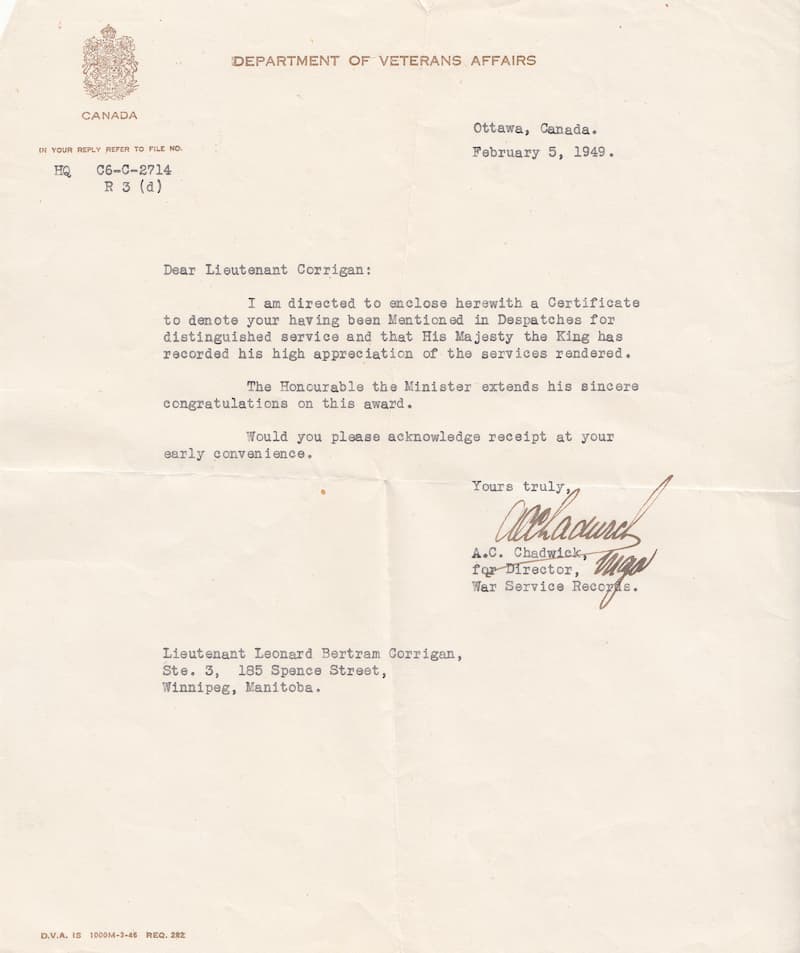 DEPARTMENT OF VETERANS AFFAIRS
CANADA
Ottawa, Canada.
February 5, 1949.
IN YOUR REPLY REFER TO FILE NO.
HQ C6-C-2714
R 3 (d)
Dear Lieutenant Corrigan:
I am directed to enclose herewith a Certificate
to denote your having been Mentioned in Despatches for
distinguished service and that His Majesty the King has
recorded his high appreciation of the services rendered.
The Honourable the Minister extends his sincere
congratulations on this award.
Would you please acknowledge receipt at your
early convenience.
Yours truly,
A.C. Chadwick,
for Director,
War Service Records.
Lieutenant Leonard Bertram Corrigan,
Ste. 3, 185 Spence Street,
Winnipeg, Manitoba.
D.V.A. IS 1000M-3-46 REQ. 282